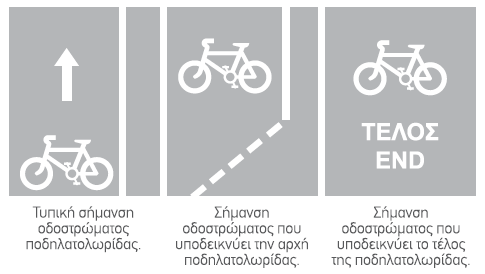 ΤΕΛΟΣ
END
Τυπική σήμανση
οδοστρώματος
ποδηλατολωρίδας.
Σήμανση
οδοστρώματος που
υποδεικνύει την αρχή
ποδηλατολωρίδας.
Σήμανση
οδοστρώματος που
υποδεικνύει το τέλος
της ποδηλατολωρίδας.